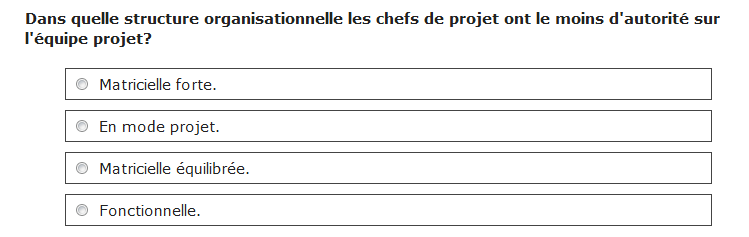 Dans quelle structure organisationnelle les chefs de projet ont le moins d'autorité sur
l'équipe projet?
Matricielle forte.
En mode projet.
Matricielle équilibrée.
Fonctionnelle.